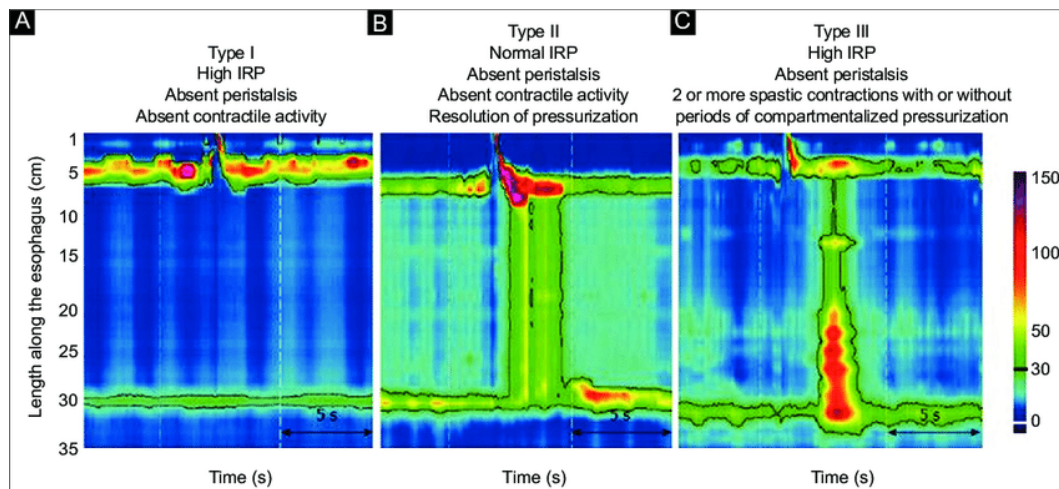 A
Type I
High IRP
Absent peristalsis
Absent contractile activity
B
Type II
Normal IRP
Absent peristalsis
Absent contractile activity
Resolution of pressurization
C
Type III
High IRP
Absent peristalsis
2 or more spastic contractions with or without
periods of compartmentalized pressurization
Length along the esophagus (cm)
1
5
10
15
20
25
30
35
5 s
5 s
5 s
Time (s)
Time (s)
Time (s)
150
100
50
30
0